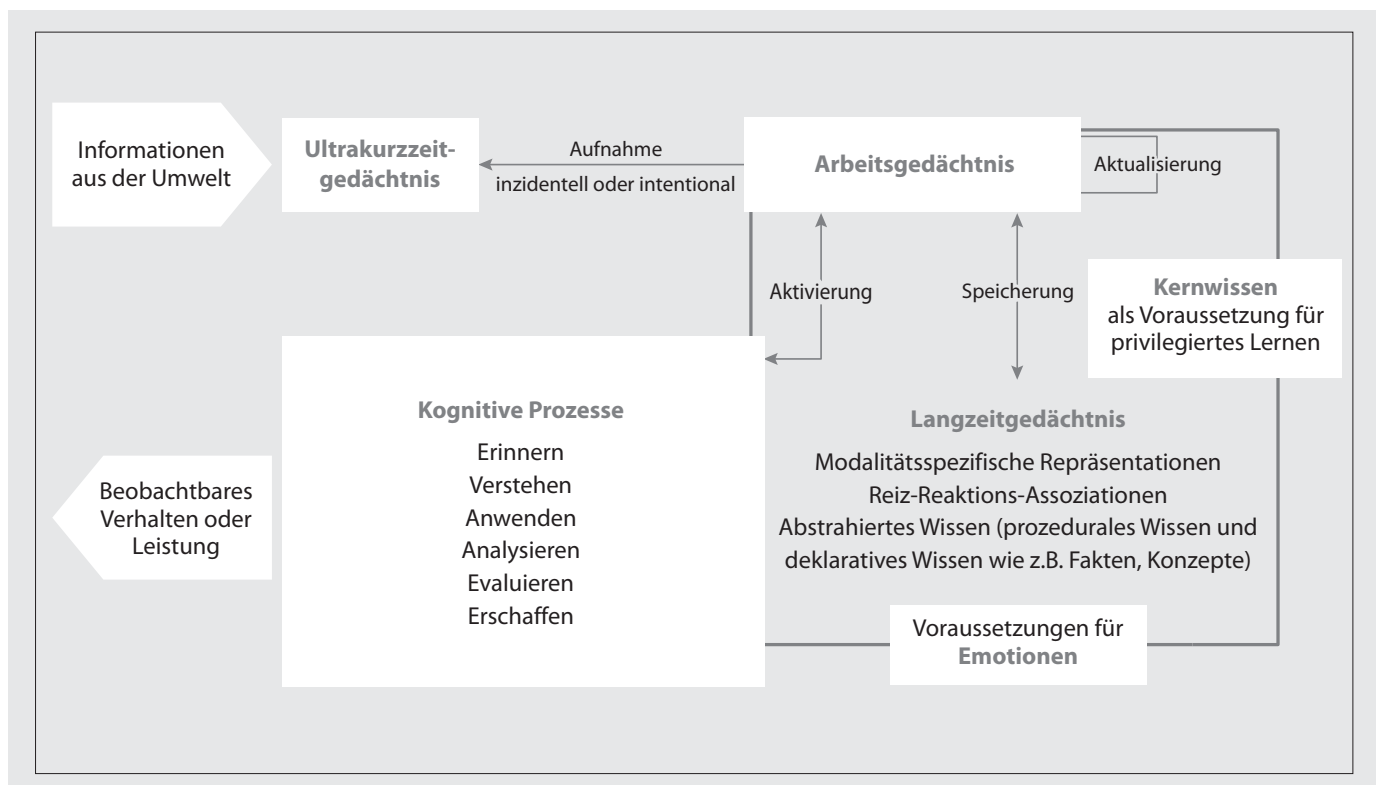 Informationen
aus der Umwelt
Ultrakurzzeit-
gedächtnis
Aufnahme
inzidentell oder intentional
Arbeitsgedächtnis
Aktualisierung
Aktivierung
Speicherung
Kernwissen
als Voraussetzung für
privilegiertes Lernen
Kognitive Prozesse
Erinnern
Verstehen
Anwenden
Analysieren
Evaluieren
Erschaffen
Langzeitgedächtnis
Modalitätsspezifische Repräsentationen
Reiz-Reaktions-Assoziationen
Abstrahiertes Wissen (prozedurales Wissen und
deklaratives Wissen wie z.B. Fakten, Konzepte)
Beobachtbares
Verhalten oder
Leistung
Voraussetzungen für
Emotionen